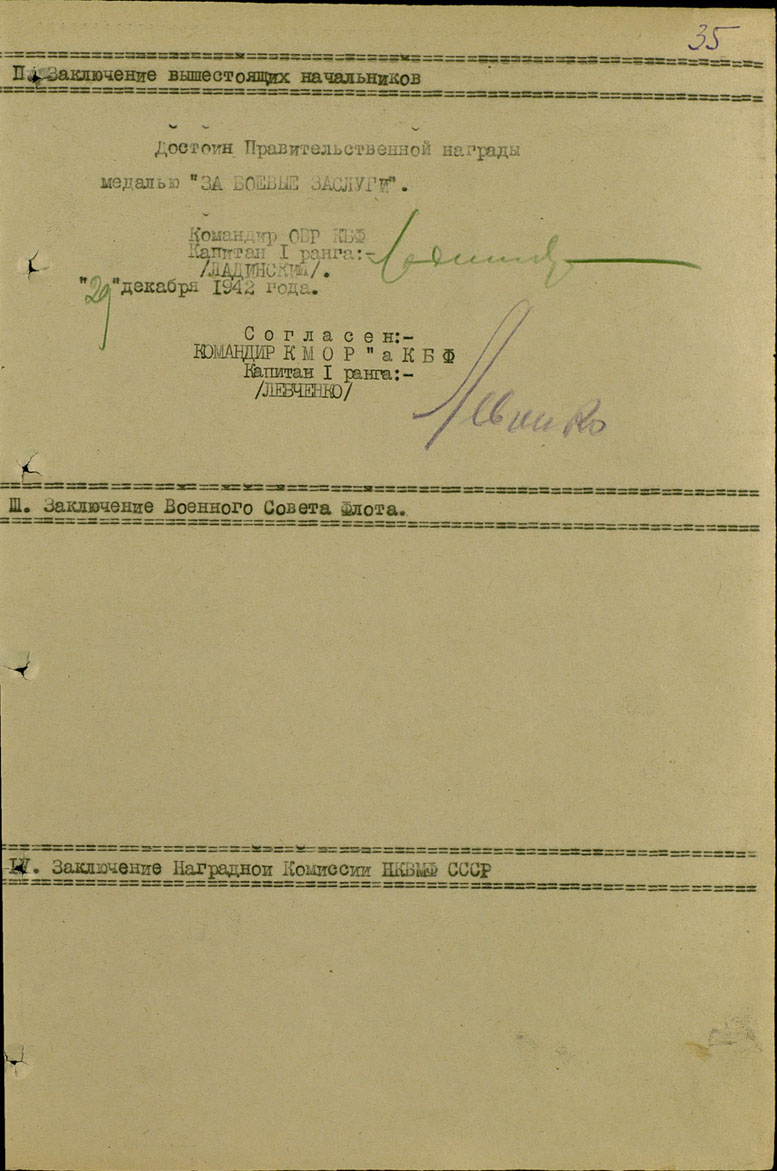 35
II. Заключение вышестоящих начальников
Достоин Правительственной награды
медалью "ЗА БОЕВЫЕ ЗАСЛУГИ".
Командир ОВР КБФ
Капитан I ранга:-
/ЛАДИНСКИЙ/.
"29" декабря 1942 года.
Согласен:-
КОМАНДИР КМОР"а КБФ
Капитан I ранга:-
/ЛЕВЧЕНКО/
Левченко
III. Заключение Военного Совета Флота.
IV. Заключение Наградной Комиссии НКВМФ СССР